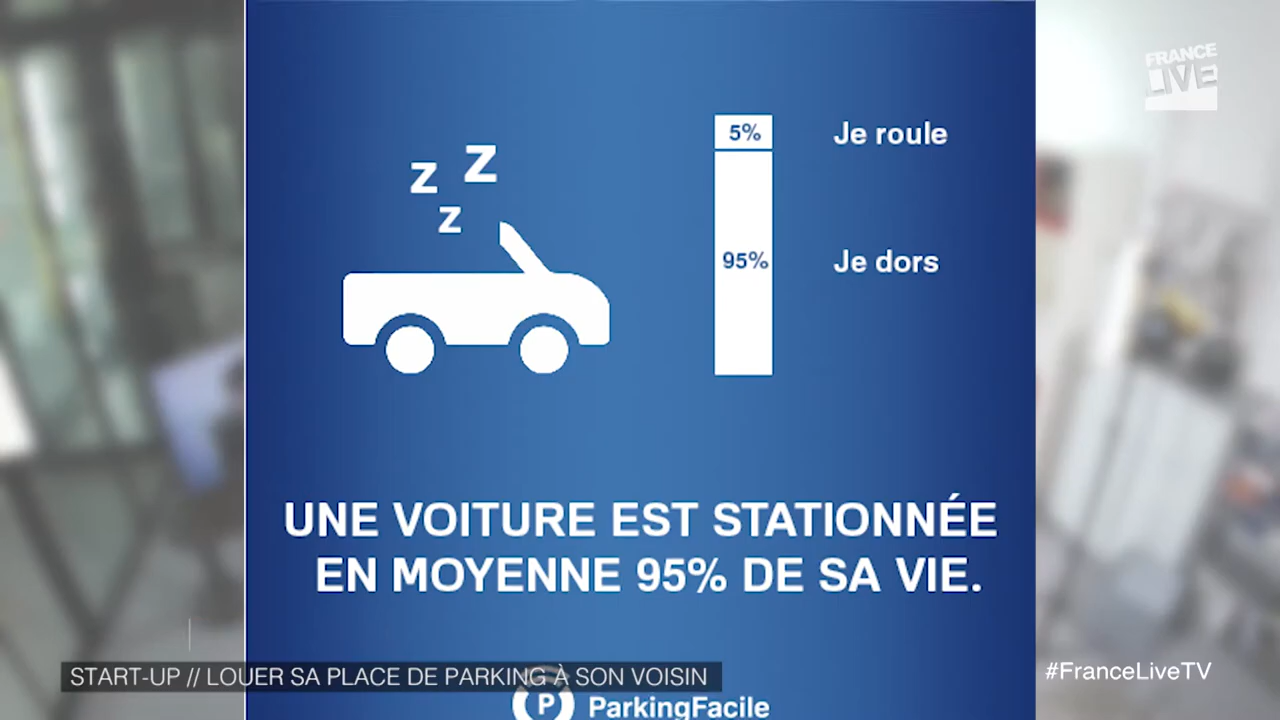 FRANCE
LIVE
5%
Je roule
Z Z
Z
95%
Je dors
UNE VOITURE EST STATIONNÉE
EN MOYENNE 95% DE SA VIE.
START-UP // LOUER SA PLACE DE PARKING À SON VOISIN
#FranceLiveTV
P ParkingFacile